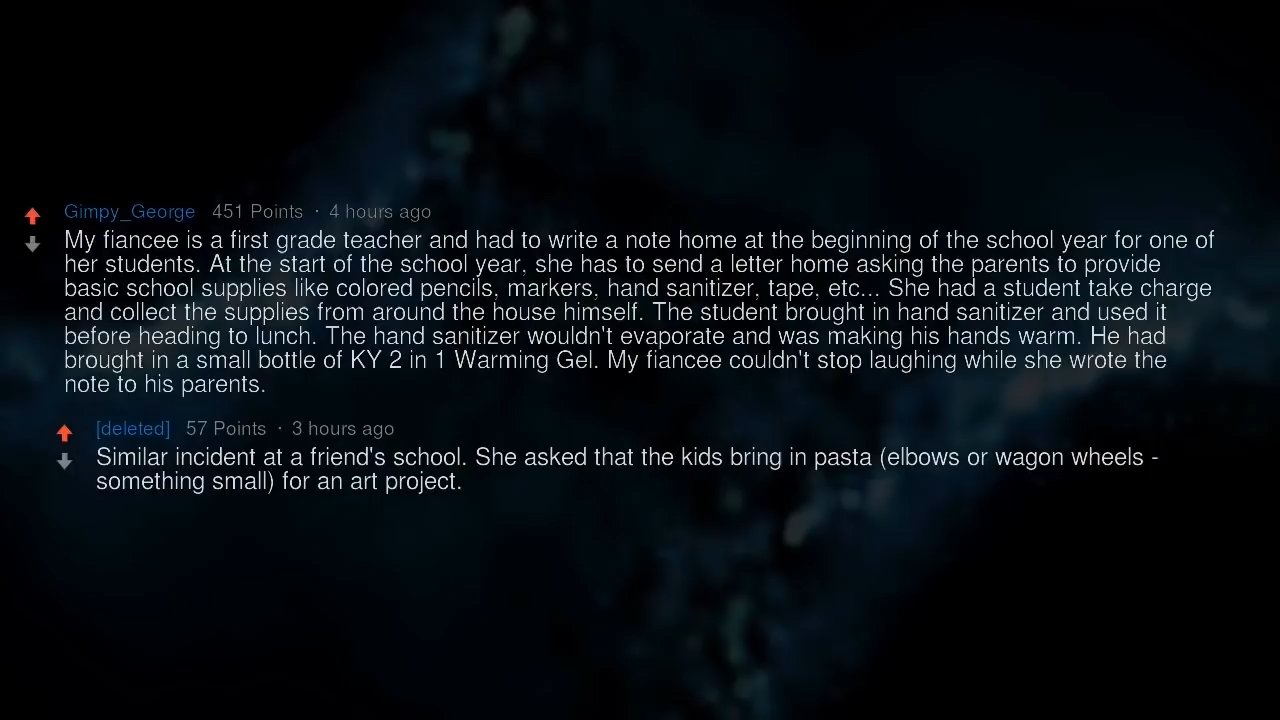 Gimpy_George 451 Points · 4 hours ago
My fiancee is a first grade teacher and had to write a note home at the beginning of the school year for one of
her students. At the start of the school year, she has to send a letter home asking the parents to provide
basic school supplies like colored pencils, markers, hand sanitizer, tape, etc... She had a student take charge
and collect the supplies from around the house himself. The student brought in hand sanitizer and used it
before heading to lunch. The hand sanitizer wouldn't evaporate and was making his hands warm. He had
brought in a small bottle of KY 2 in 1 Warming Gel. My fiancee couldn't stop laughing while she wrote the
note to his parents.
[deleted] 57 Points · 3 hours ago
Similar incident at a friend's school. She asked that the kids bring in pasta (elbows or wagon wheels -
something small) for an art project.